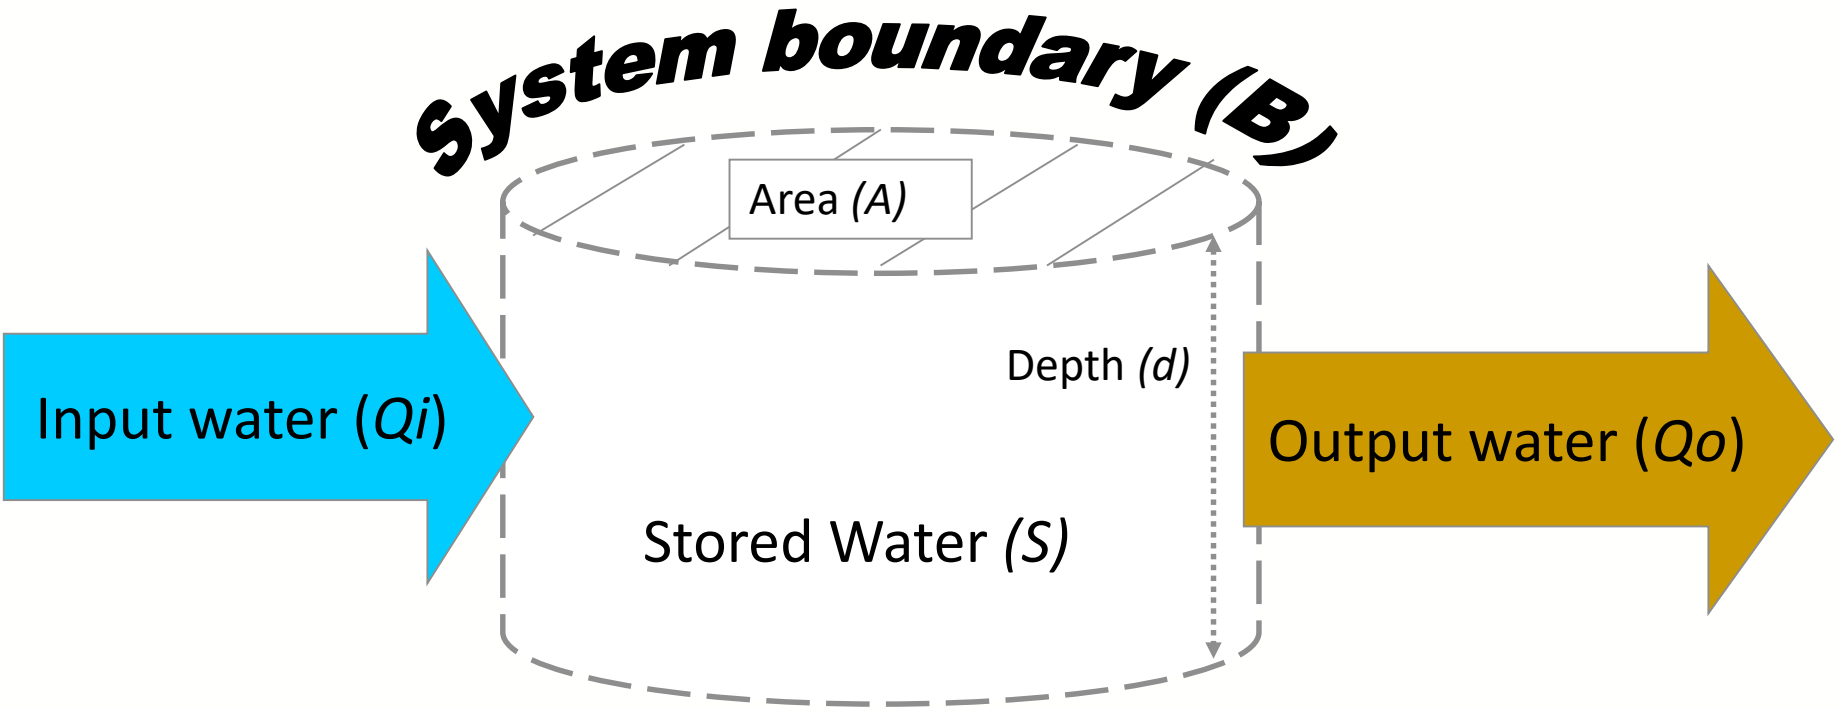 System boundary (B)
Area (A)
Depth (d)
Input water (Qi)
Output water (Qo)
Stored Water (S)